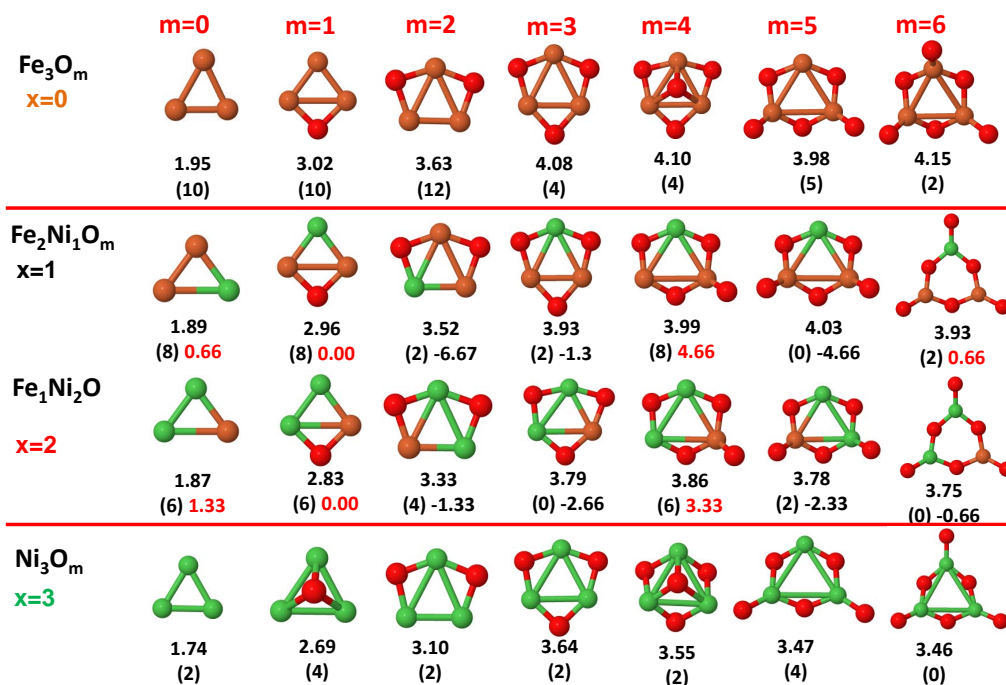 m=0 m=1 m=2 m=3 m=4 m=5 m=6
Fe₃Oₘ
x=0
1.95 3.02 3.63 4.08 4.10 3.98 4.15
(10) (10) (12) (4) (4) (5) (2)
Fe₂Ni₁Oₘ
x=1
1.89 2.96 3.52 3.93 3.99 4.03 3.93
(8) 0.66 (8) 0.00 (2) -6.67 (2) -1.3 (8) 4.66 (0) -4.66 (2) 0.66
Fe₁Ni₂O
x=2
1.87 2.83 3.33 3.79 3.86 3.78 3.75
(6) 1.33 (6) 0.00 (4) -1.33 (0) -2.66 (6) 3.33 (2) -2.33 (0) -0.66
Ni₃Oₘ
x=3
1.74 2.69 3.10 3.64 3.55 3.47 3.46
(2) (4) (2) (2) (2) (4) (0)